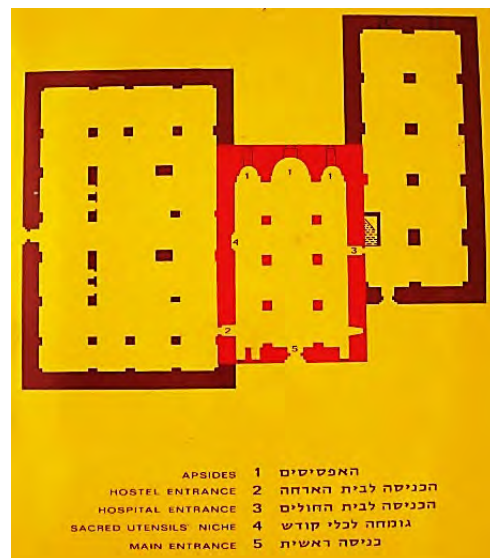 1 1 1
4
3
2
5
APSIDES 1 האפסיסים
HOSTEL ENTRANCE 2 הכניסה לבית הארחה
HOSPITAL ENTRANCE 3 הכניסה לבית החולים
SACRED UTENSILS' NICHE 4 גומחה לכלי קודש
MAIN ENTRANCE 5 כניסה ראשית